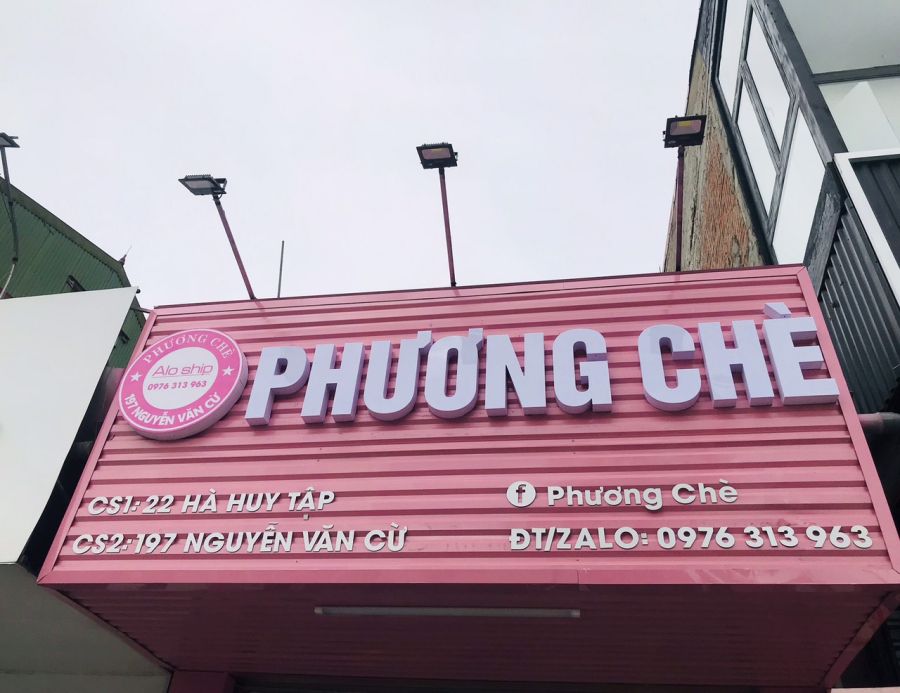 PHƯƠNG CHÈ
Alo ship
0976 313 963
197 NGUYỄN VĂN CỪ
PHƯƠNG CHÈ
CS1: 22 HÀ HUY TẬP
CS2: 197 NGUYỄN VĂN CỪ
f Phương Chè
ĐT/ZALO: 0976 313 963